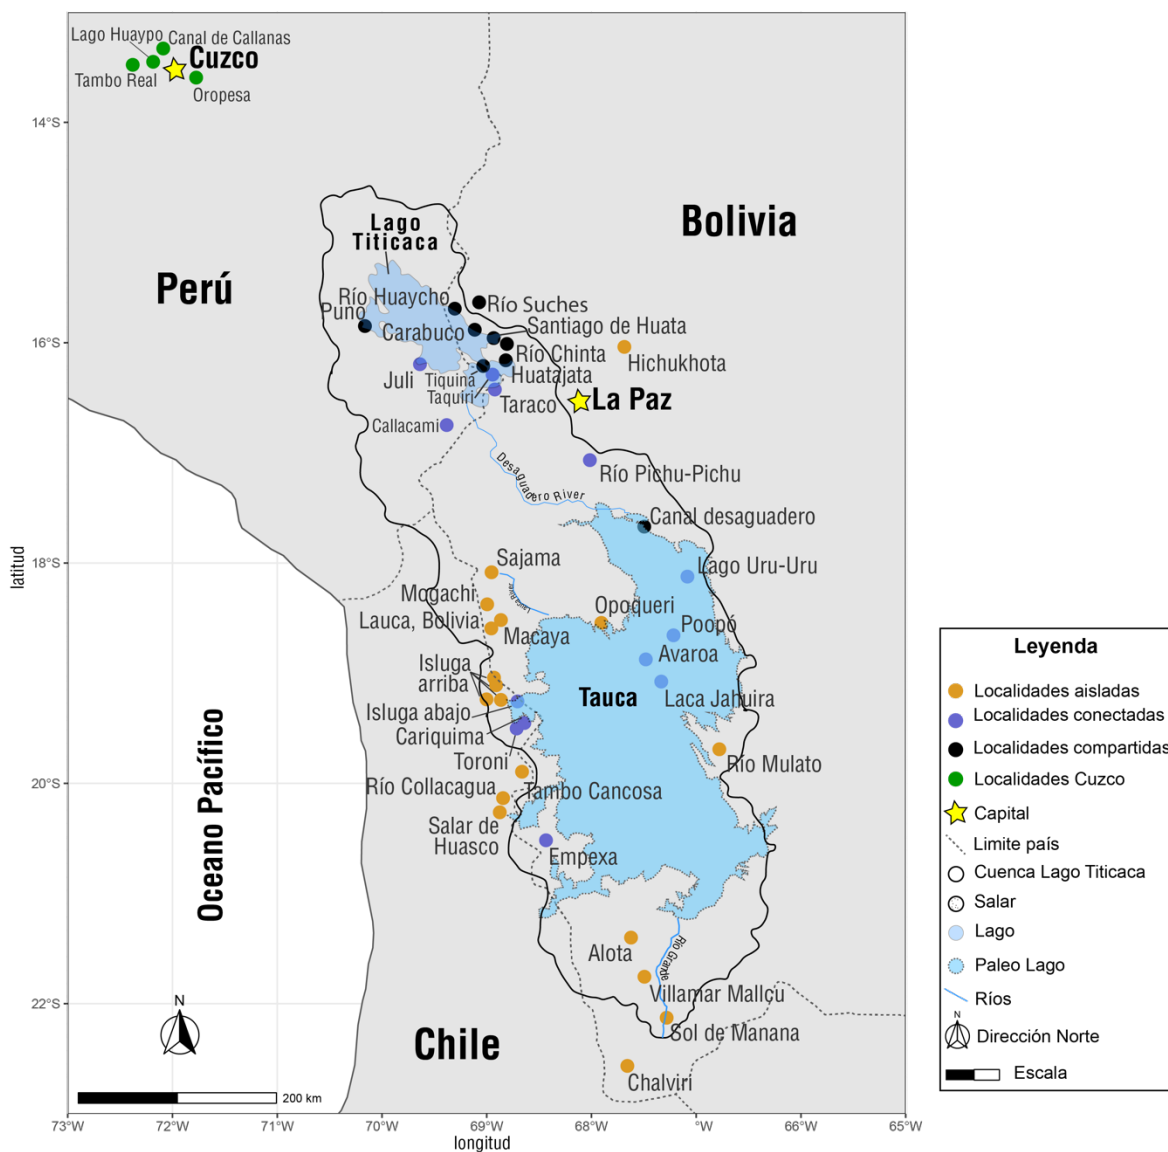 Lago Huaypo
Canal de Callanas
Cuzco
Tambo Real
Oropesa
14°S
Bolivia
Lago
Titicaca
Perú
Río Huaycho
Río Suches
Puno
Carabuco
Santiago de Huata
16°S
Río Chinta
Hichukhota
Juli
Tiquina
Huatajata
Taquiri
Taraco
La Paz
Callacami
Desaguadero River
Río Pichu-Pichu
Canal desaguadero
18°S
latitud
Sajama
Lago Uru-Uru
Mogachi
Lauca River
Opoqueri
Lauca, Bolivia
Macaya
Poopó
Avaroa
Isluga
arriba
Tauca
Laca Jahuira
Isluga abajo
Cariquima
Toroni
Río Mulato
20°S
Río Collacagua
Tambo Cancosa
Salar de
Huasco
Empexa
Oceano Pacífico
Alota
Río Grande
Villamar Mallcu
22°S
N
Sol de Manana
Chile
Chalviri
200 km
73°W
72°W
71°W
70°W
69°W
68°W
°W
66°W
65°W
longitud
Leyenda
Localidades aisladas
Localidades conectadas
Localidades compartidas
Localidades Cuzco
Capital
Limite país
Cuenca Lago Titicaca
Salar
Lago
Paleo Lago
Ríos
N
Dirección Norte
Escala